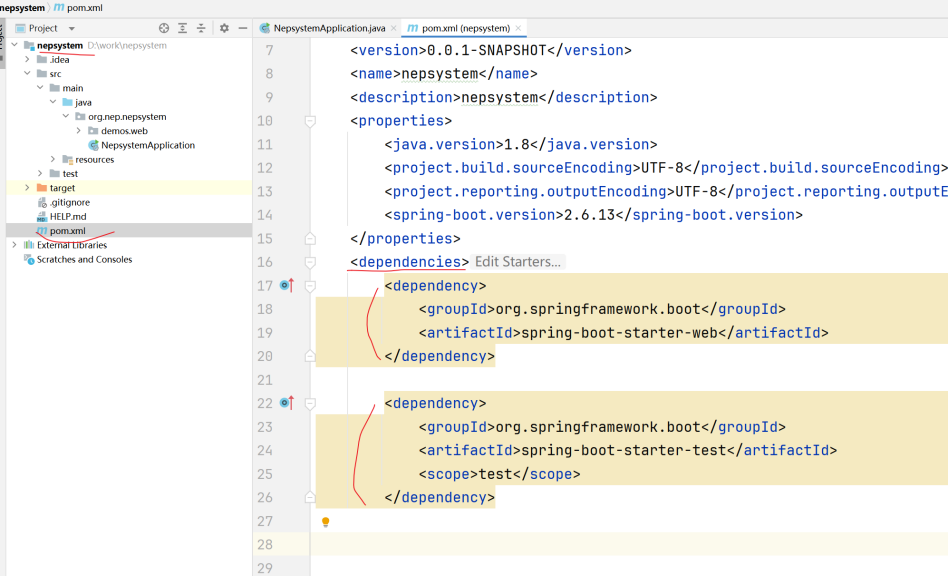 nepsystem pom.xml
Project
nepsystem D:\work\nepsystem
.idea
src
main
java
org.nep.nepsystem
demos.web
NepsystemApplication
resources
test
target
.gitignore
HELP.md
pom.xml
External Libraries
Scratches and Consoles
NepsystemApplication.java pom.xml (nepsystem)
7 <version>0.0.1-SNAPSHOT</version>
8 <name>nepsystem</name>
9 <description>nepsystem</description>
10 <properties>
11 <java.version>1.8</java.version>
12 <project.build.sourceEncoding>UTF-8</project.build.sourceEncoding>
13 <project.reporting.outputEncoding>UTF-8</project.reporting.outputE
14 <spring-boot.version>2.6.13</spring-boot.version>
15 </properties>
16 <dependencies> Edit Starters...
17 <dependency>
18 <groupId>org.springframework.boot</groupId>
19 <artifactId>spring-boot-starter-web</artifactId>
20 </dependency>
21
22 <dependency>
23 <groupId>org.springframework.boot</groupId>
24 <artifactId>spring-boot-starter-test</artifactId>
25 <scope>test</scope>
26 </dependency>
27
28
29